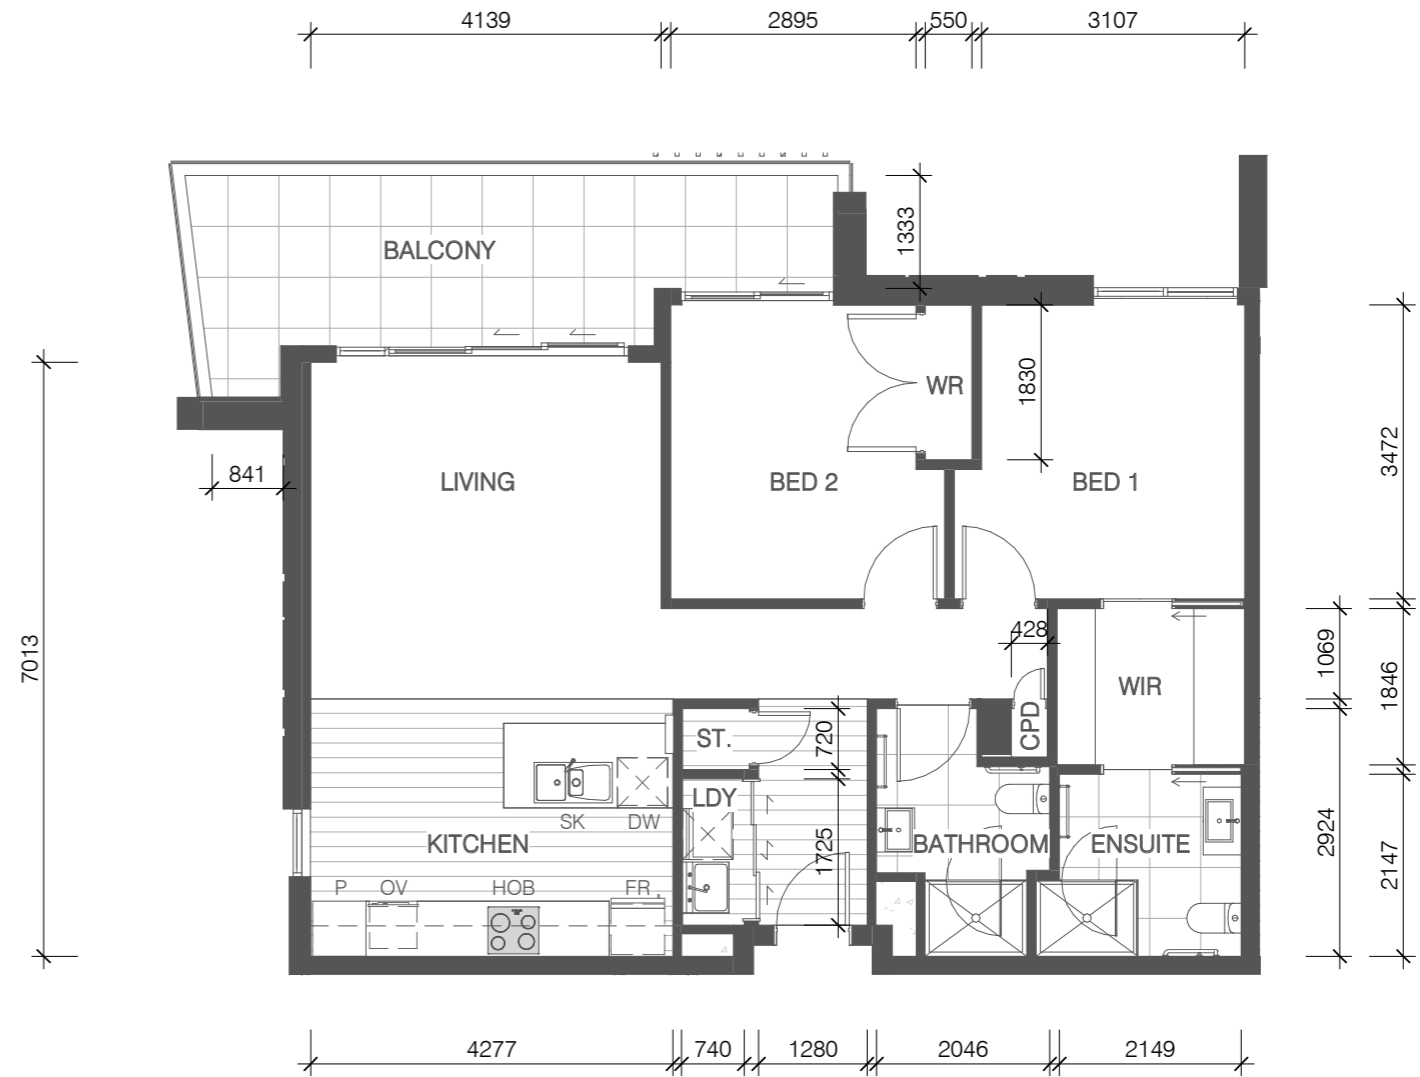 4139
2895
550
3107
1333
BALCONY
1830
WR
3472
841
LIVING
BED 2
BED 1
7013
428
1069
1846
WIR
ST.
720
CPD
LDY
SK
DW
KITCHEN
1725
BATHROOM
ENSUITE
2924
2147
P
OV
HOB
FR
4277
740
1280
2046
2149